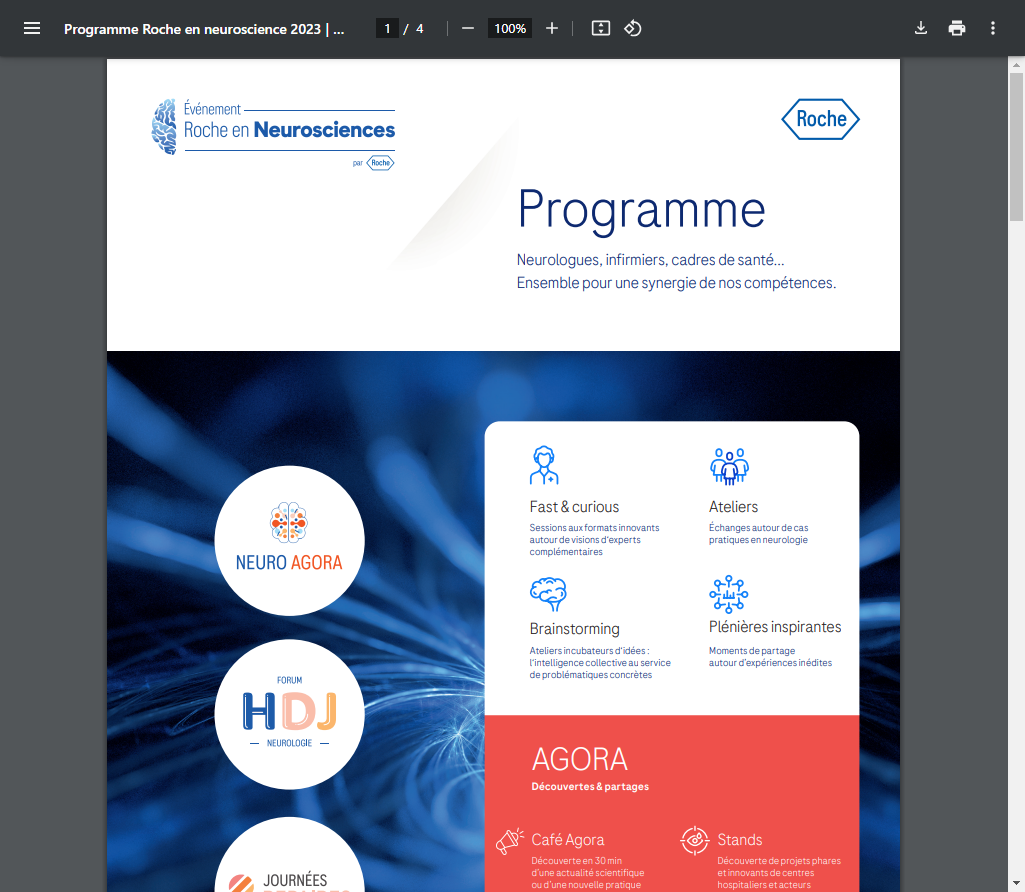 Programme Roche en neuroscience 2023 | ...
1 / 4
100%
Événement
Roche en Neurosciences
par Roche
Roche
Programme
Neurologues, infirmiers, cadres de santé...
Ensemble pour une synergie de nos compétences.
NEURO AGORA
FORUM
HDJ
NEUROLOGIE
JOURNÉES
Fast & curious
Sessions aux formats innovants
autour de visions d'experts
complémentaires
Ateliers
Échanges autour de cas
pratiques en neurologie
Brainstorming
Ateliers incubateurs d'idées :
l'intelligence collective au service
de problématiques concrètes
Plénières inspirantes
Moments de partage
autour d'expériences inédites
AGORA
Découvertes & partages
Café Agora
Découverte en 30 min
d'une actualité scientifique
ou d'une nouvelle pratique
Stands
Découverte de projets phares
et innovants de centres
hospitaliers et acteurs